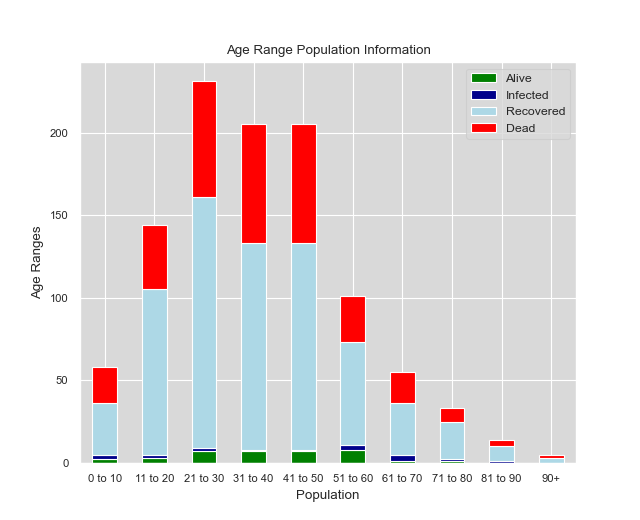 Age Range Population Information
Alive
Infected
Recovered
Dead
200
150
100
50
0
Age Ranges
0 to 10 11 to 20 21 to 30 31 to 40 41 to 50 51 to 60 61 to 70 71 to 80 81 to 90 90+
Population